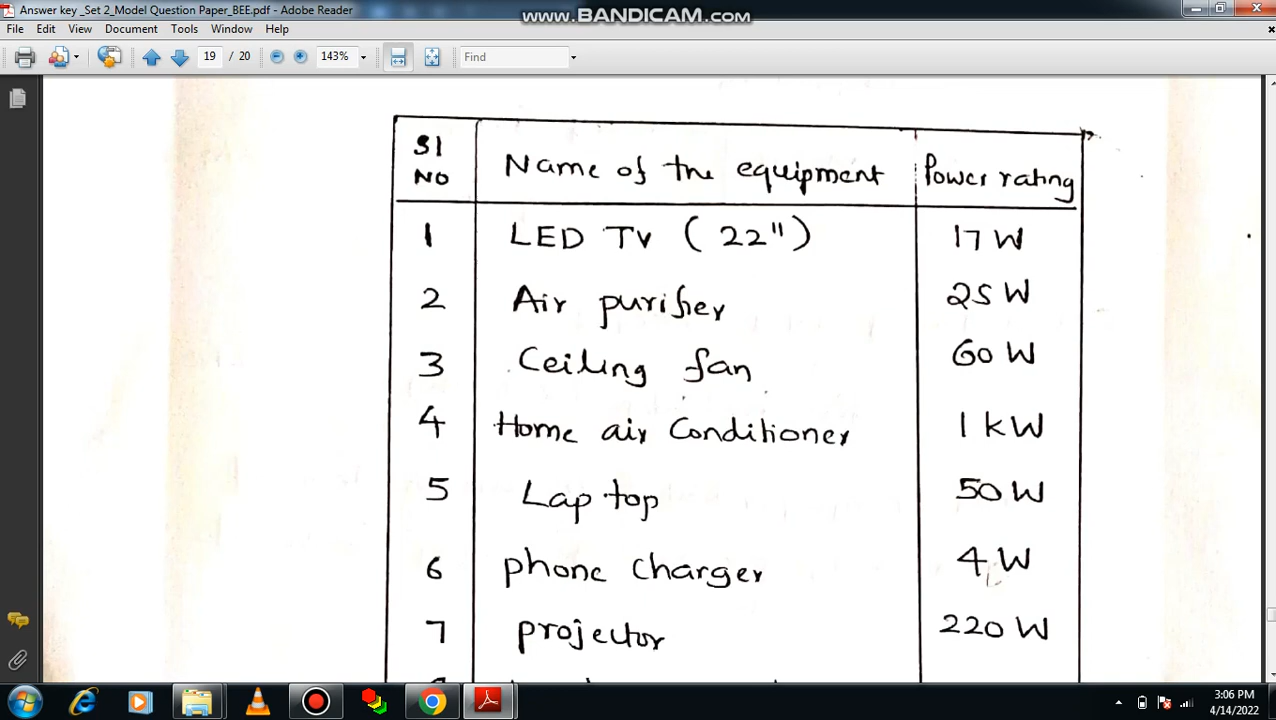 Answer key _Set 2_Model Question Paper_BEE.pdf - Adobe Reader
www.BANDICAM.com
File Edit View Document Tools Window Help
19 / 20 143% Find
Sl NO Name of the equipment Power rating
1 LED TV (22") 17 W
2 Air purifier 25 W
3 Ceiling fan 60 W
4 Home air Conditioner 1 kW
5 Lap top 50 W
6 phone charger 4 W
7 projector 220 W
3:06 PM
4/14/2022